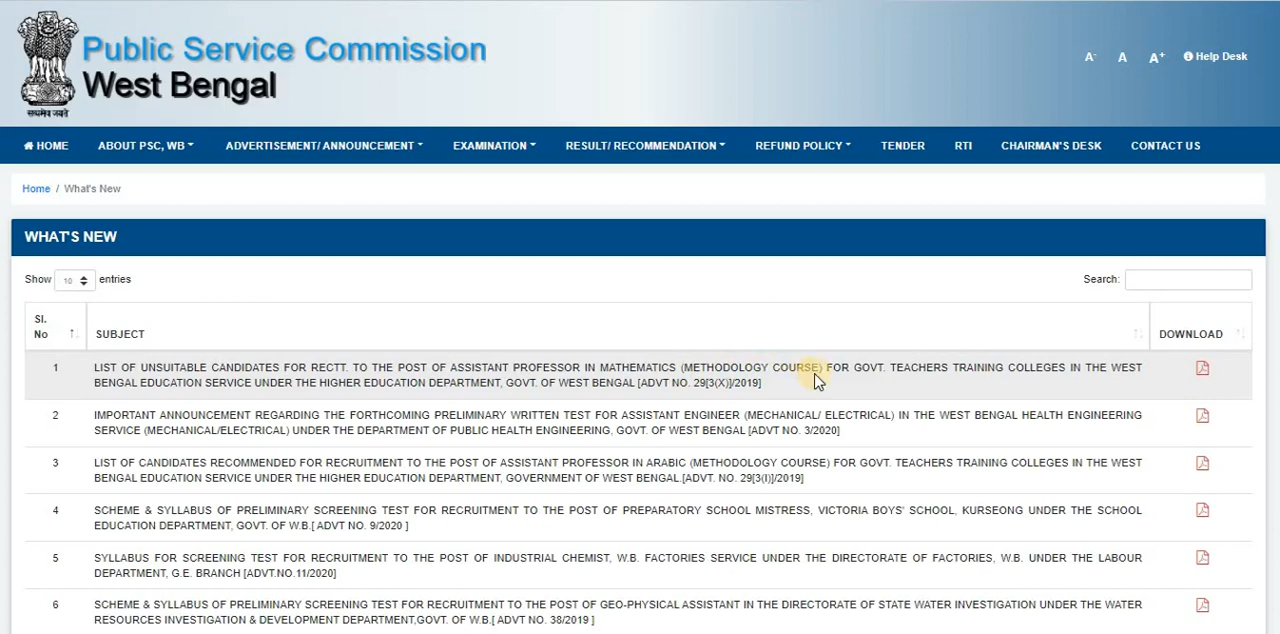 Public Service Commission
West Bengal
सत्यमेव जयते
A- A A+ Help Desk
HOME ABOUT PSC, WB ADVERTISEMENT/ ANNOUNCEMENT EXAMINATION RESULT/ RECOMMENDATION REFUND POLICY TENDER RTI CHAIRMAN'S DESK CONTACT US
Home / What's New
WHAT'S NEW
Show 10 entries Search:
Sl.
No SUBJECT DOWNLOAD
1 LIST OF UNSUITABLE CANDIDATES FOR RECTT. TO THE POST OF ASSISTANT PROFESSOR IN MATHEMATICS (METHODOLOGY COURSE) FOR GOVT. TEACHERS TRAINING COLLEGES IN THE WEST
BENGAL EDUCATION SERVICE UNDER THE HIGHER EDUCATION DEPARTMENT, GOVT. OF WEST BENGAL [ADVT NO. 29[3(X)]/2019]
2 IMPORTANT ANNOUNCEMENT REGARDING THE FORTHCOMING PRELIMINARY WRITTEN TEST FOR ASSISTANT ENGINEER (MECHANICAL/ ELECTRICAL) IN THE WEST BENGAL HEALTH ENGINEERING
SERVICE (MECHANICAL/ELECTRICAL) UNDER THE DEPARTMENT OF PUBLIC HEALTH ENGINEERING, GOVT. OF WEST BENGAL [ADVT NO. 3/2020]
3 LIST OF CANDIDATES RECOMMENDED FOR RECRUITMENT TO THE POST OF ASSISTANT PROFESSOR IN ARABIC (METHODOLOGY COURSE) FOR GOVT. TEACHERS TRAINING COLLEGES IN THE WEST
BENGAL EDUCATION SERVICE UNDER THE HIGHER EDUCATION DEPARTMENT, GOVERNMENT OF WEST BENGAL.[ADVT. NO. 29[3(I)]/2019]
4 SCHEME & SYLLABUS OF PRELIMINARY SCREENING TEST FOR RECRUITMENT TO THE POST OF PREPARATORY SCHOOL MISTRESS, VICTORIA BOYS' SCHOOL, KURSEONG UNDER THE SCHOOL
EDUCATION DEPARTMENT, GOVT. OF W.B.[ ADVT NO. 9/2020 ]
5 SYLLABUS FOR SCREENING TEST FOR RECRUITMENT TO THE POST OF INDUSTRIAL CHEMIST, W.B. FACTORIES SERVICE UNDER THE DIRECTORATE OF FACTORIES, W.B. UNDER THE LABOUR
DEPARTMENT, G.E. BRANCH [ADVT.NO.11/2020]
6 SCHEME & SYLLABUS OF PRELIMINARY SCREENING TEST FOR RECRUITMENT TO THE POST OF GEO-PHYSICAL ASSISTANT IN THE DIRECTORATE OF STATE WATER INVESTIGATION UNDER THE WATER
RESOURCES INVESTIGATION & DEVELOPMENT DEPARTMENT,GOVT. OF W.B.[ ADVT NO. 38/2019 ]